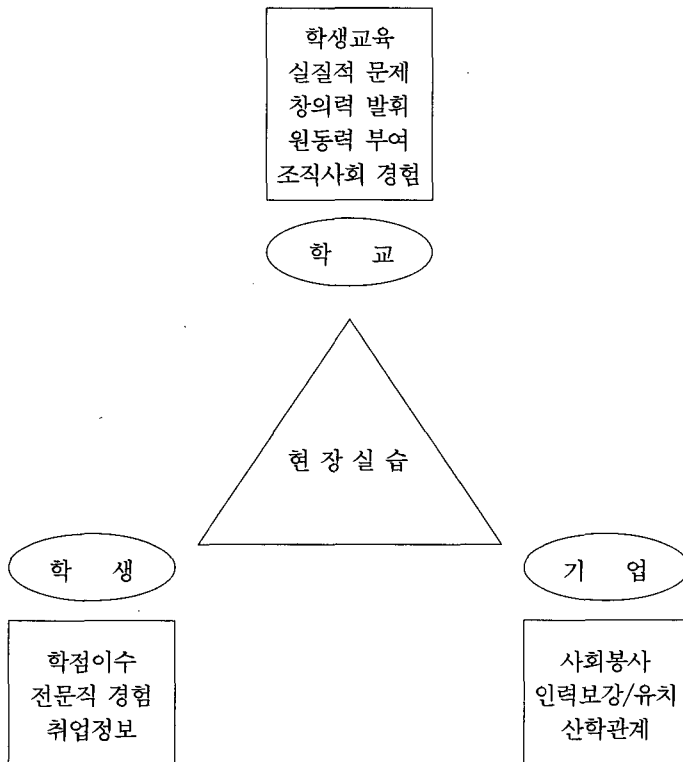 학생교육
실질적 문제
창의력 발휘
원동력 부여
조직사회 경험
학 교
현 장 실 습
학 생
기 업
학점이수
전문직 경험
취업정보
사회봉사
인력보강/유치
산학관계